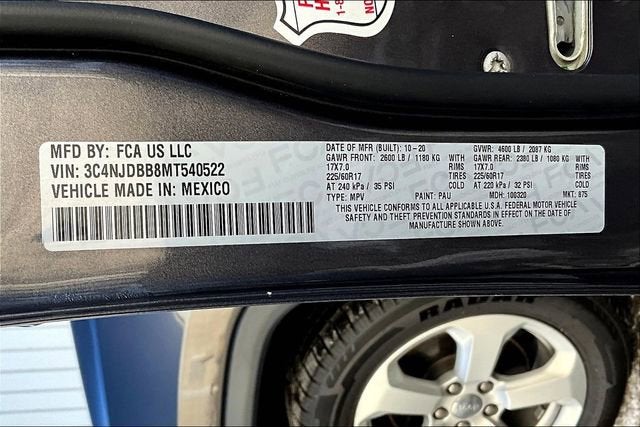 MFD BY: FCA US LLC
VIN: 3C4NJDBB8MT540522
VEHICLE MADE IN: MEXICO
DATE OF MFR (BUILT): 10-20 GVWR: 4600 LB / 2087 KG
GAWR FRONT: 2600 LB / 1180 KG WITH GAWR REAR: 2380 LB / 1080 KG WITH
17X7.0 RIMS 17X7.0 RIMS
225/60R17 TIRES 225/60R17 TIRES
AT 240 kPa / 35 PSI AT 220 kPa / 32 PSI
TYPE: MPV PAINT: PAU MDH: 100320 MKT: 875
THIS VEHICLE CONFORMS TO ALL APPLICABLE U.S.A. FEDERAL MOTOR VEHICLE
SAFETY, BUMPER, AND THEFT PREVENTION STANDARDS IN EFFECT ON THE DATE OF
MANUFACTURE SHOWN ABOVE.
RADAR